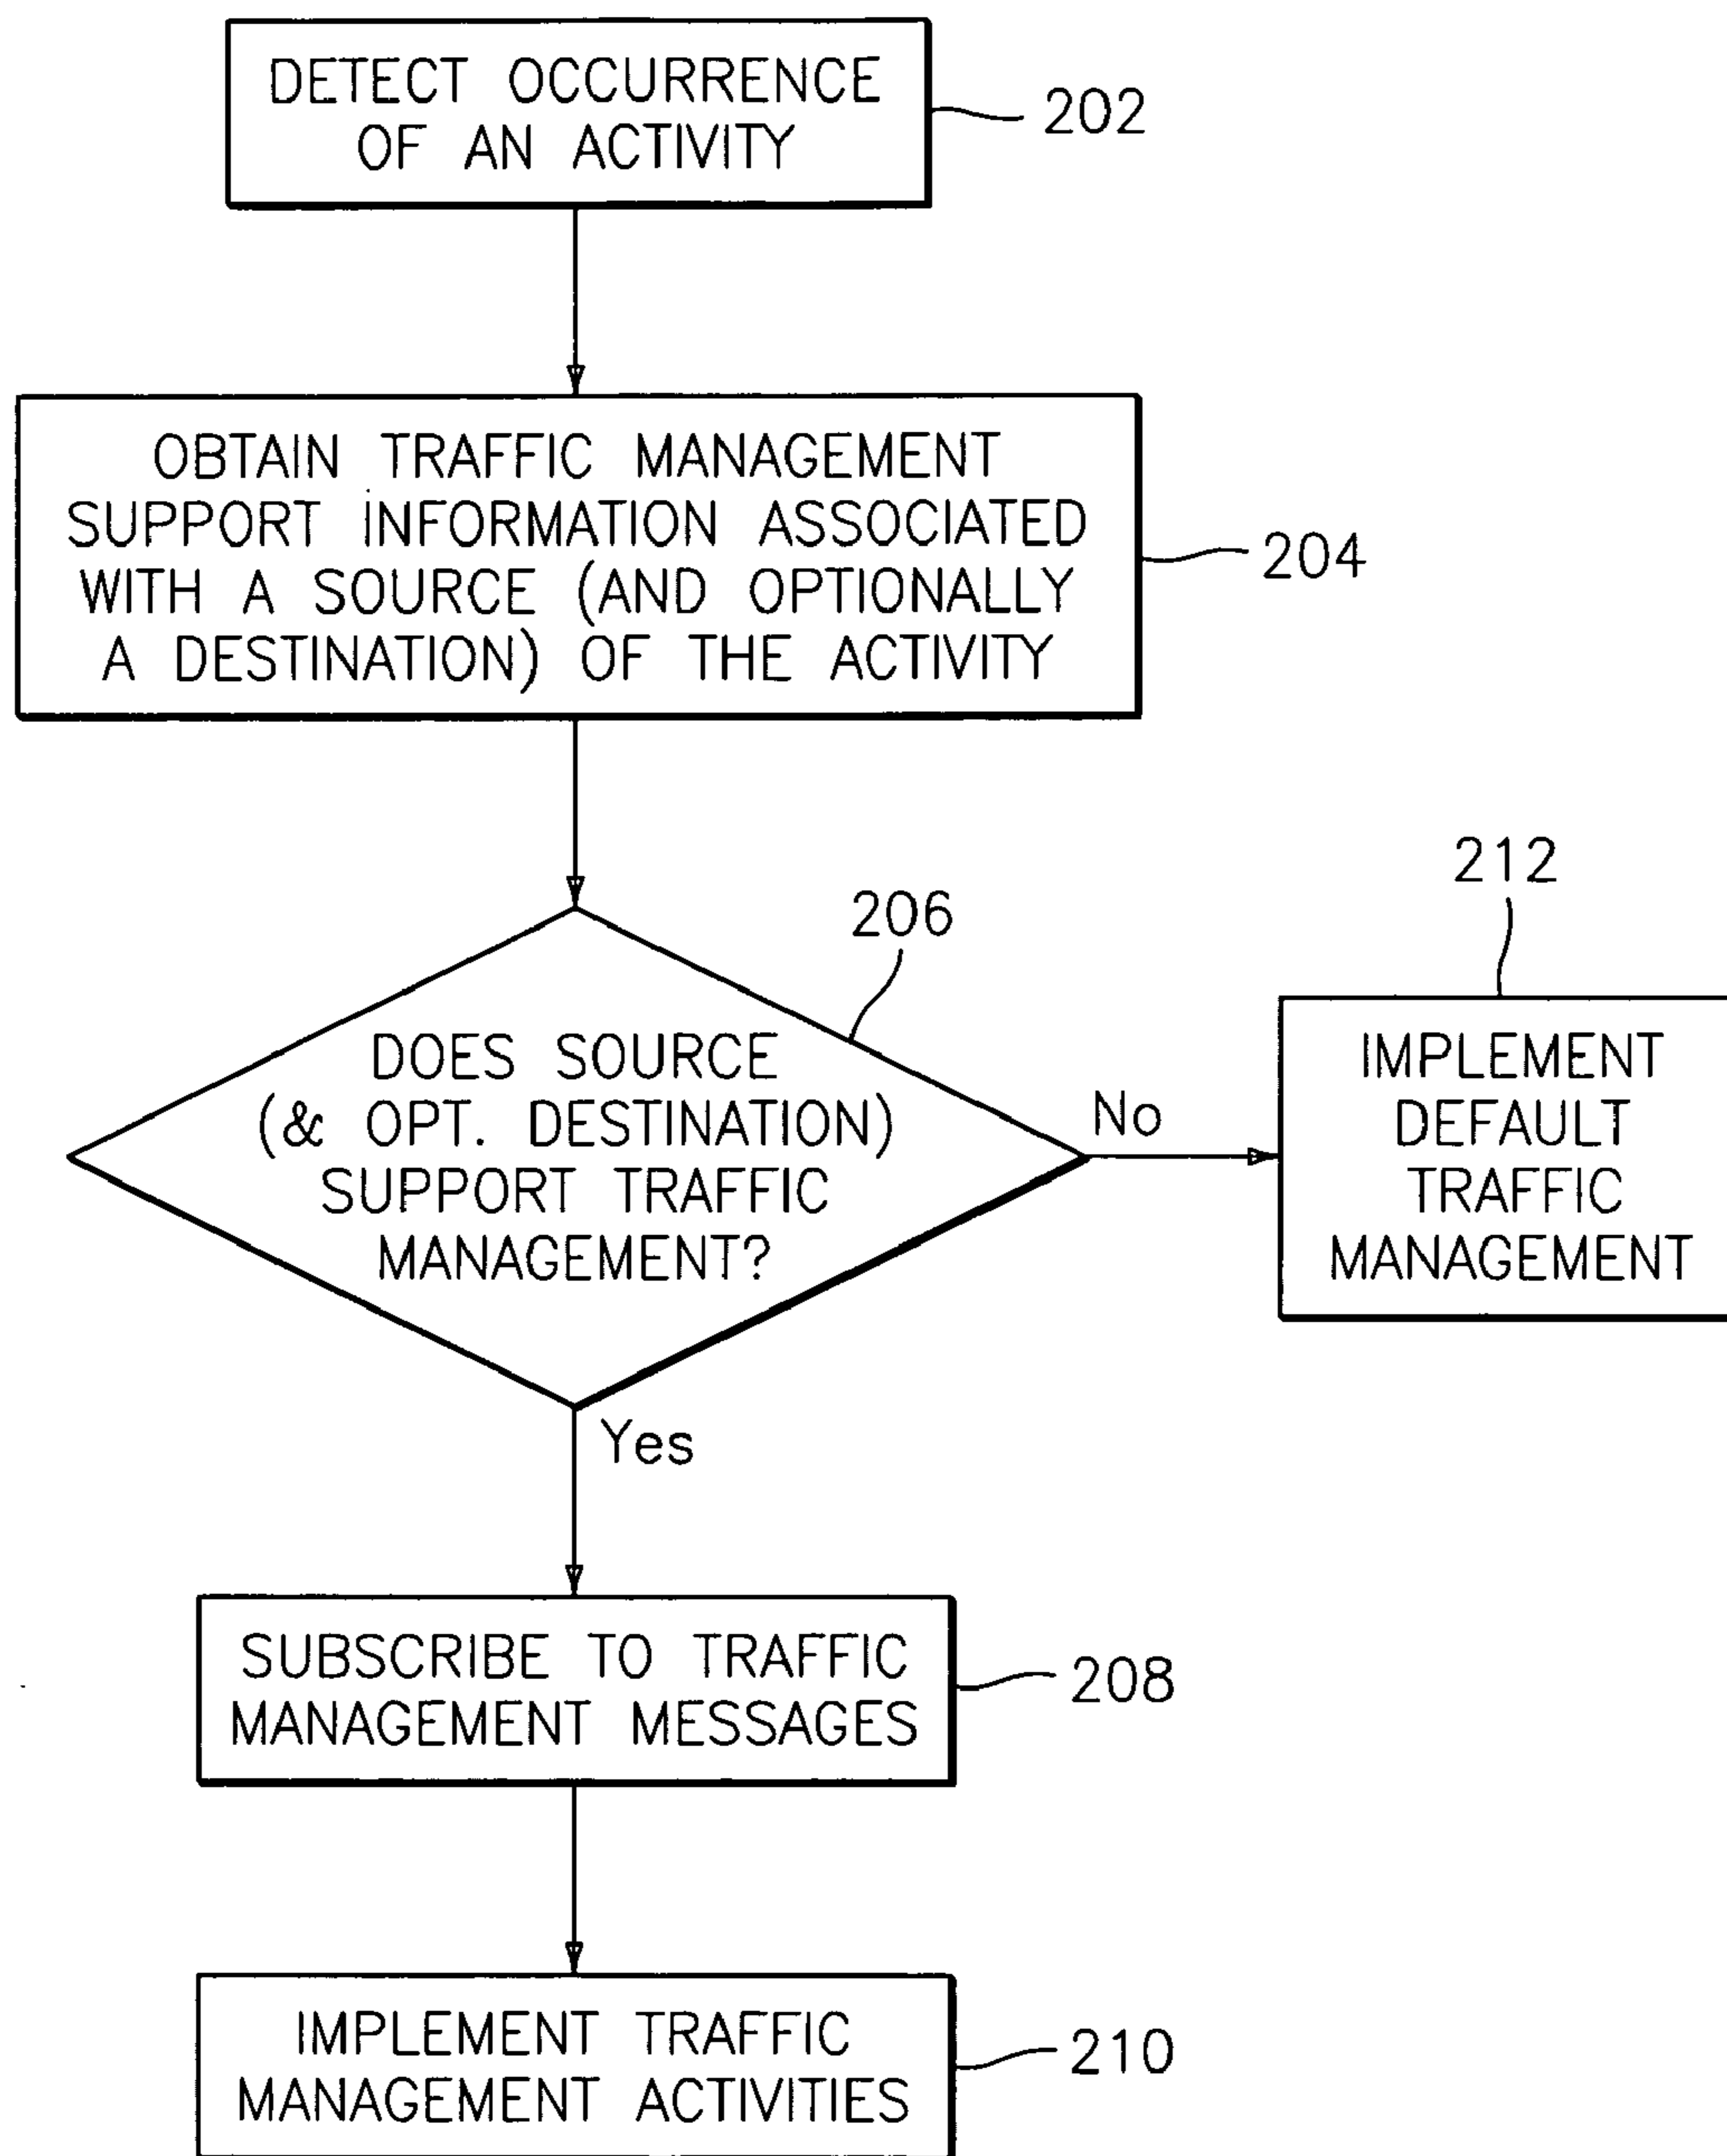 DETECT OCCURRENCE
OF AN ACTIVITY
202
OBTAIN TRAFFIC MANAGEMENT
SUPPORT INFORMATION ASSOCIATED
WITH A SOURCE (AND OPTIONALLY
A DESTINATION) OF THE ACTIVITY
204
206
212
DOES SOURCE
(& OPT. DESTINATION)
SUPPORT TRAFFIC
MANAGEMENT?
No
IMPLEMENT
DEFAULT
TRAFFIC
MANAGEMENT
Yes
SUBSCRIBE TO TRAFFIC
MANAGEMENT MESSAGES
208
IMPLEMENT TRAFFIC
MANAGEMENT ACTIVITIES
210